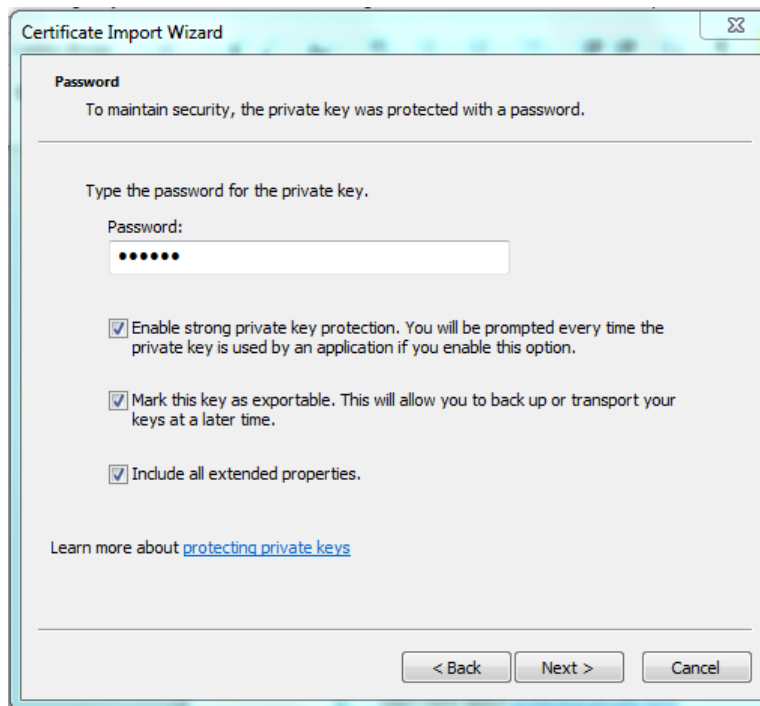 Certificate Import Wizard
Password
To maintain security, the private key was protected with a password.
Type the password for the private key.
Password:
••••••
Enable strong private key protection. You will be prompted every time the
private key is used by an application if you enable this option.
Mark this key as exportable. This will allow you to back up or transport your
keys at a later time.
Include all extended properties.
Learn more about protecting private keys
< Back Next > Cancel